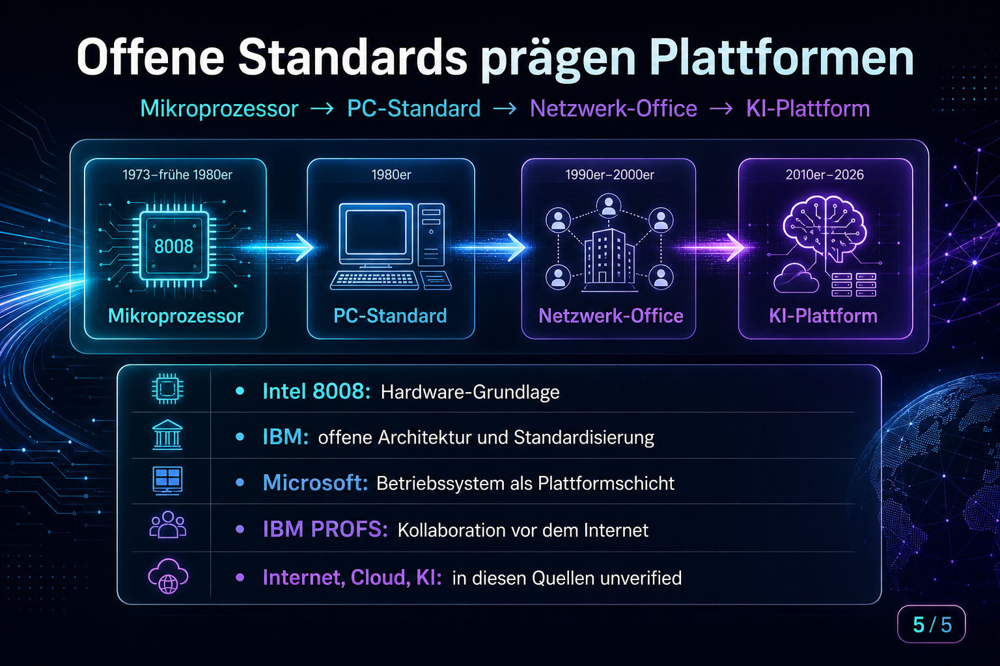 Offene Standards prägen Plattformen
Mikroprozessor → PC-Standard → Netzwerk-Office → KI-Plattform
1973–frühe 1980er
8008
Mikroprozessor
1980er
PC-Standard
1990er–2000er
Netzwerk-Office
2010er–2026
KI-Plattform
• Intel 8008: Hardware-Grundlage
• IBM: offene Architektur und Standardisierung
• Microsoft: Betriebssystem als Plattformschicht
• IBM PROFS: Kollaboration vor dem Internet
• Internet, Cloud, KI: in diesen Quellen unverified
5 / 5